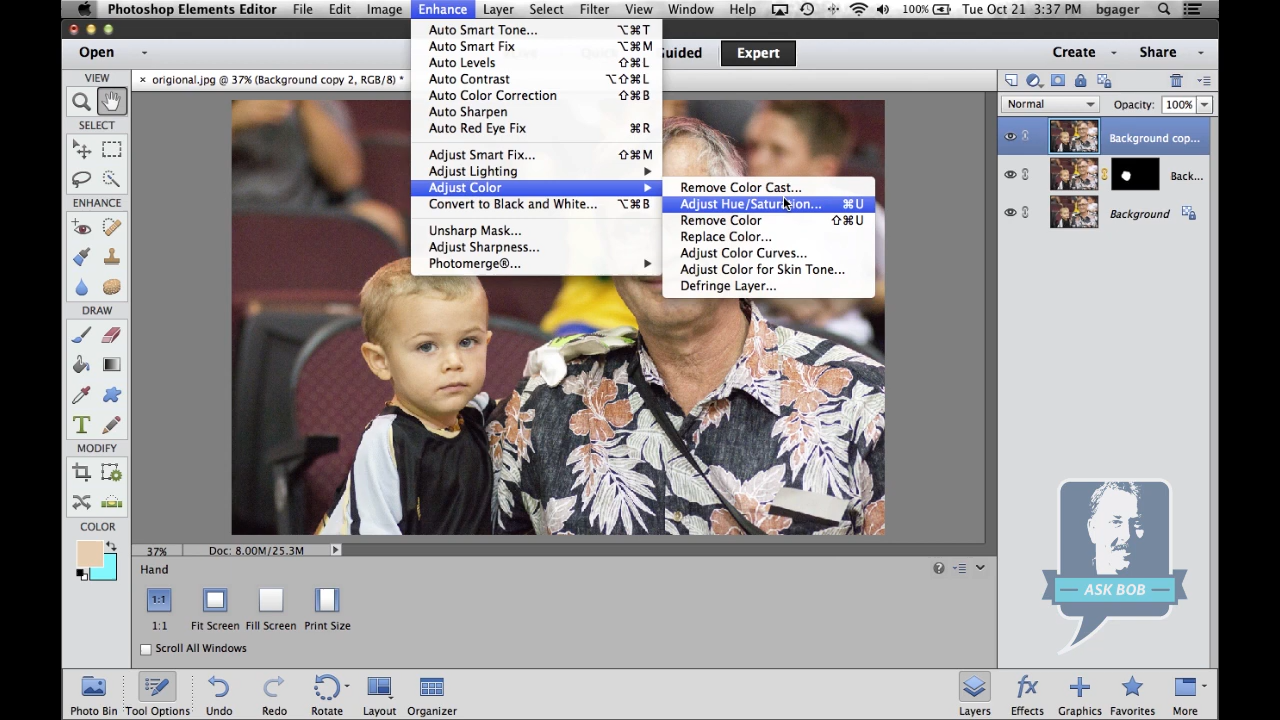 Photoshop Elements Editor File Edit Image Enhance Layer Select Filter View Window Help 100% Tue Oct 21 3:37 PM bgager
Open Guided Expert Create Share
VIEW
SELECT
ENHANCE
DRAW
T
MODIFY
COLOR
× origional.jpg @ 37% (Background copy 2, RGB/8) *
Auto Smart Tone... ⌥⌘T
Auto Smart Fix ⌥⌘M
Auto Levels ⇧⌘L
Auto Contrast ⌥⇧⌘L
Auto Color Correction ⇧⌘B
Auto Sharpen
Auto Red Eye Fix ⌘R
Adjust Smart Fix... ⇧⌘M
Adjust Lighting
Adjust Color
Convert to Black and White... ⌥⌘B
Unsharp Mask...
Adjust Sharpness...
Photomerge®...
Remove Color Cast...
Adjust Hue/Saturation... ⌘U
Remove Color ⇧⌘U
Replace Color...
Adjust Color Curves...
Adjust Color for Skin Tone...
Defringe Layer...
Normal Opacity: 100%
Background cop...
Back...
Background
37% Doc: 8.00M/25.3M
Hand
1:1
1:1 Fit Screen Fill Screen Print Size
Scroll All Windows
ASK BOB
Photo Bin Tool Options Undo Redo Rotate Layout Organizer fx Layers Effects Graphics Favorites More